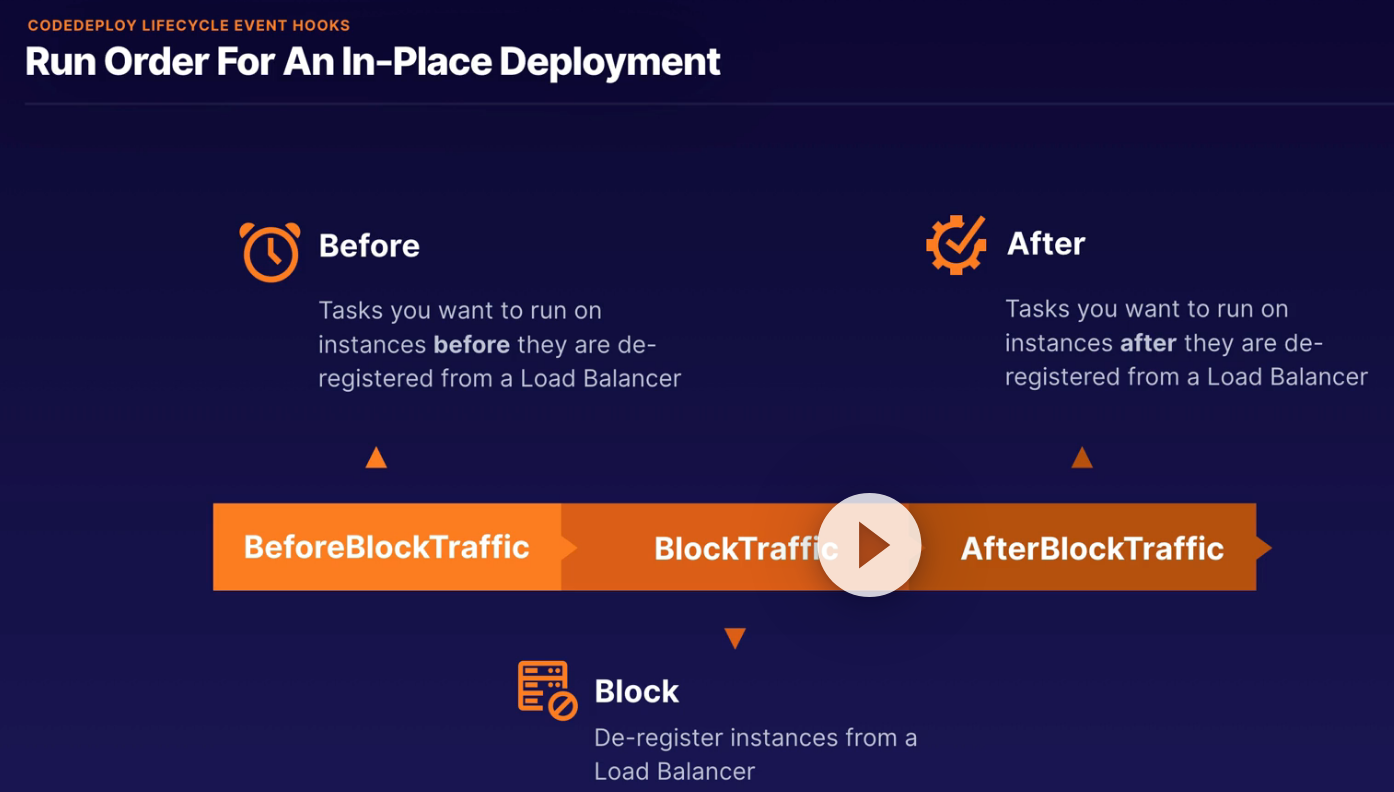 CODEDEPLOY LIFECYCLE EVENT HOOKS
Run Order For An In-Place Deployment
Before
Tasks you want to run on
instances before they are de-
registered from a Load Balancer
After
Tasks you want to run on
instances after they are de-
registered from a Load Balancer
BeforeBlockTraffic
BlockTraffic
AfterBlockTraffic
Block
De-register instances from a
Load Balancer